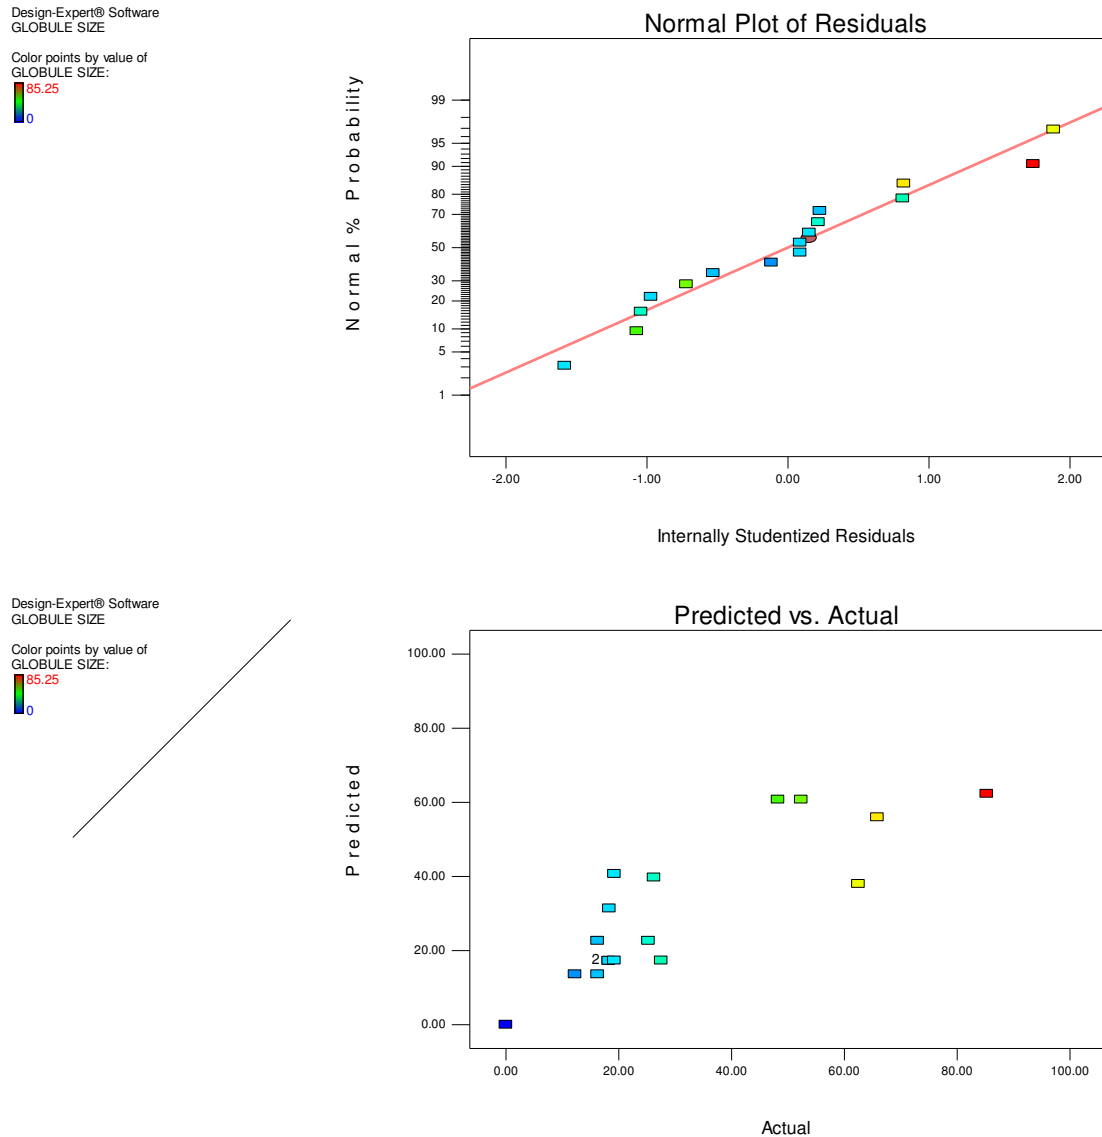 Design-Expert® Software
GLOBULE SIZE
Color points by value of
GLOBULE SIZE:
85.25
0
Normal Plot of Residuals
Normal % Probability
99
95
90
80
70
50
30
20
10
5
1
-2.00 -1.00 0.00 1.00 2.00
Internally Studentized Residuals
Design-Expert® Software
GLOBULE SIZE
Color points by value of
GLOBULE SIZE:
85.25
0
Predicted vs. Actual
Predicted
100.00
80.00
60.00
40.00
20.00
0.00
2
0.00 20.00 40.00 60.00 80.00 100.00
Actual